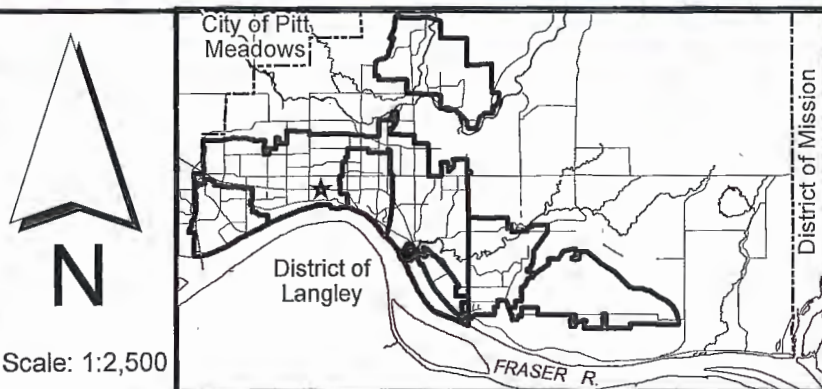 City of Pitt
Meadows
District of Mission
N
District of
Langley
Scale: 1:2,500
FRASER R.